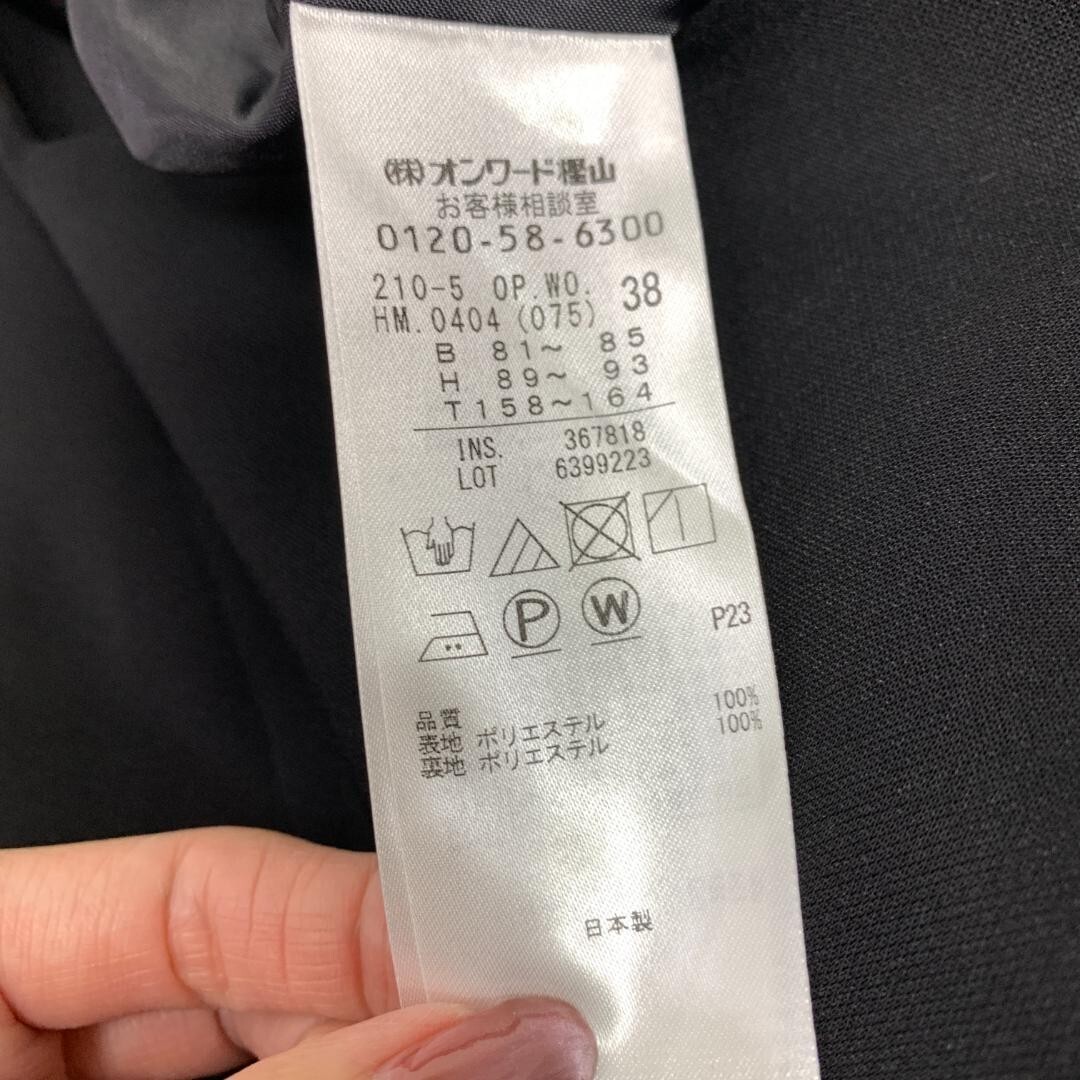 (株)オンワード樫山
お客様相談室
0120-58-6300
210-5 OP.WO. 38
HM.0404 (075)
B 81～ 85
H 89～ 93
T 158～164
INS. 367818
LOT 6399223
P W P23
品質
表地 ポリエステル 100%
裏地 ポリエステル 100%
日本製